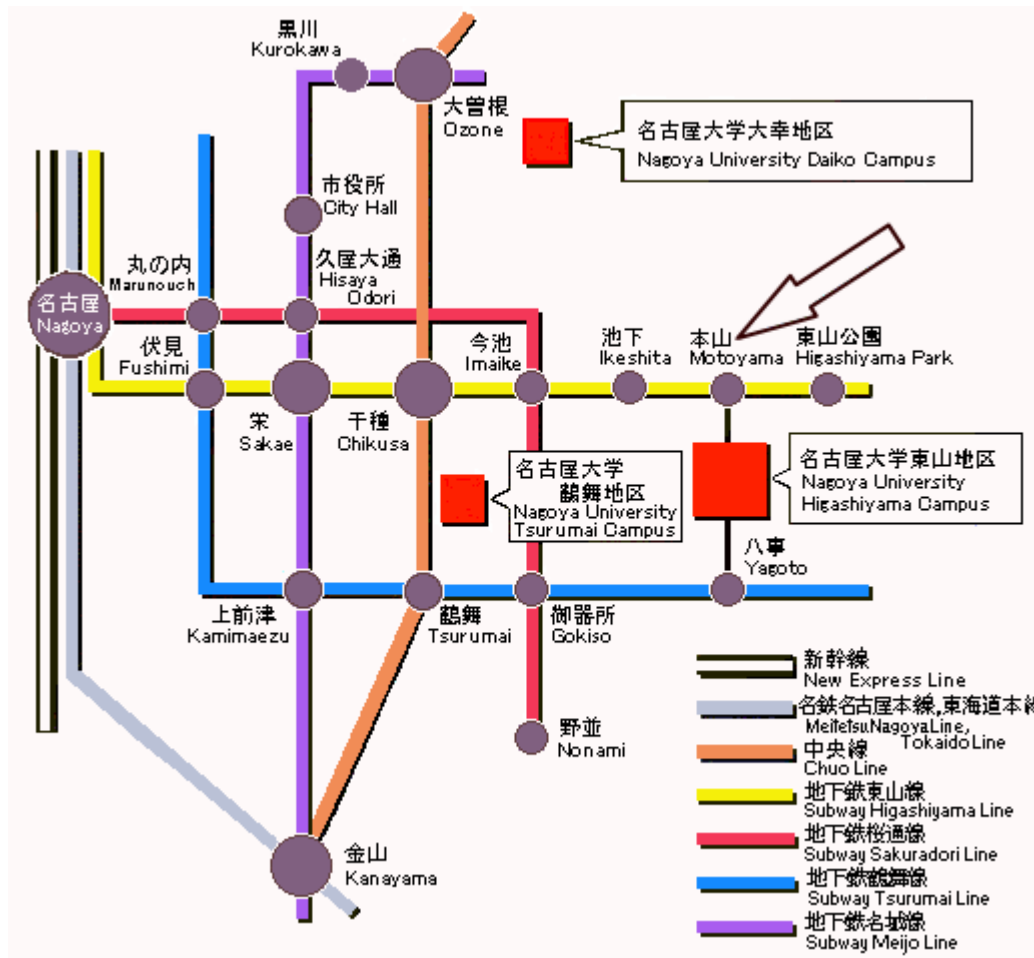 黒川
Kurokawa
大曽根
Ozone
名古屋大学大幸地区
Nagoya University Daiko Campus
市役所
City Hall
丸の内
Marunouch
久屋大通
Hisaya
Odori
名古屋
Nagoya
伏見
Fushimi
今池
Imaike
池下
Ikeshita
本山
Motoyama
東山公園
Higashiyama Park
栄
Sakae
千種
Chikusa
名古屋大学
鶴舞地区
Nagoya University
Tsurumai Campus
名古屋大学東山地区
Nagoya University
Higashiyama Campus
八事
Yagoto
上前津
Kamimaezu
鶴舞
Tsurumai
御器所
Gokiso
野並
Nonami
金山
Kanayama
新幹線
New Express Line
名鉄名古屋本線,東海道本線
Meitetsu Nagoya Line,
Tokaido Line
中央線
Chuo Line
地下鉄東山線
Subway Higashiyama Line
地下鉄桜通線
Subway Sakuradori Line
地下鉄鶴舞線
Subway Tsurumai Line
地下鉄名城線
Subway Meijo Line